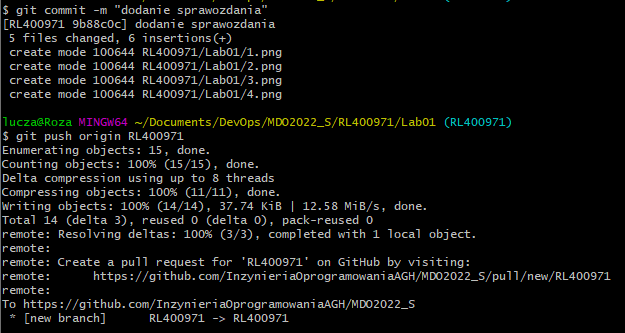 $ git commit -m "dodanie sprawozdania"
[RL400971 9b88c0c] dodanie sprawozdania
 5 files changed, 6 insertions(+)
 create mode 100644 RL400971/Lab01/1.png
 create mode 100644 RL400971/Lab01/2.png
 create mode 100644 RL400971/Lab01/3.png
 create mode 100644 RL400971/Lab01/4.png
lucza@Roza MINGW64 ~/Documents/DevOps/MDO2022_S/RL400971/Lab01 (RL400971)
$ git push origin RL400971
Enumerating objects: 15, done.
Counting objects: 100% (15/15), done.
Delta compression using up to 8 threads
Compressing objects: 100% (11/11), done.
Writing objects: 100% (14/14), 37.74 KiB | 12.58 MiB/s, done.
Total 14 (delta 3), reused 0 (delta 0), pack-reused 0
remote: Resolving deltas: 100% (3/3), completed with 1 local object.
remote:
remote: Create a pull request for 'RL400971' on GitHub by visiting:
remote:      https://github.com/InzynieriaOprogramowaniaAGH/MDO2022_S/pull/new/RL400971
remote:
To https://github.com/InzynieriaOprogramowaniaAGH/MDO2022_S
 * [new branch]      RL400971 -> RL400971